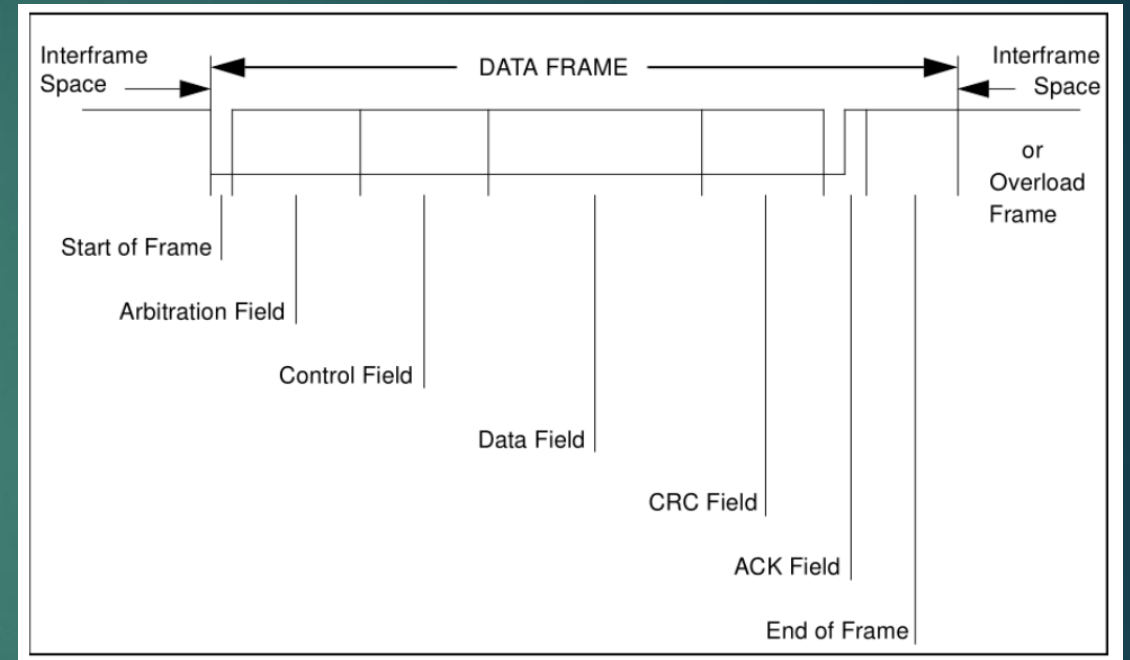 Interframe
Space
DATA FRAME
Interframe
Space
or
Overload
Frame
Start of Frame
Arbitration Field
Control Field
Data Field
CRC Field
ACK Field
End of Frame